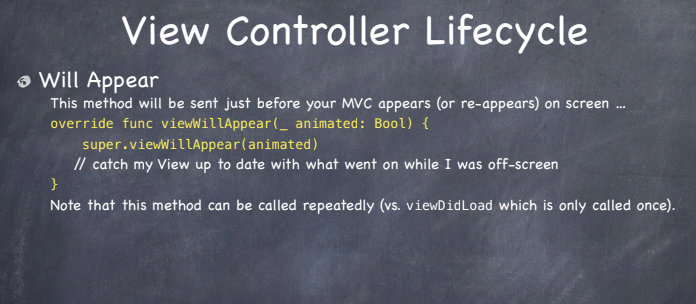 View Controller Lifecycle
Will Appear
This method will be sent just before your MVC appears (or re-appears) on screen ...
override func viewWillAppear(_ animated: Bool) {
super.viewWillAppear(animated)
// catch my View up to date with what went on while I was off-screen
}
Note that this method can be called repeatedly (vs. viewDidLoad which is only called once).